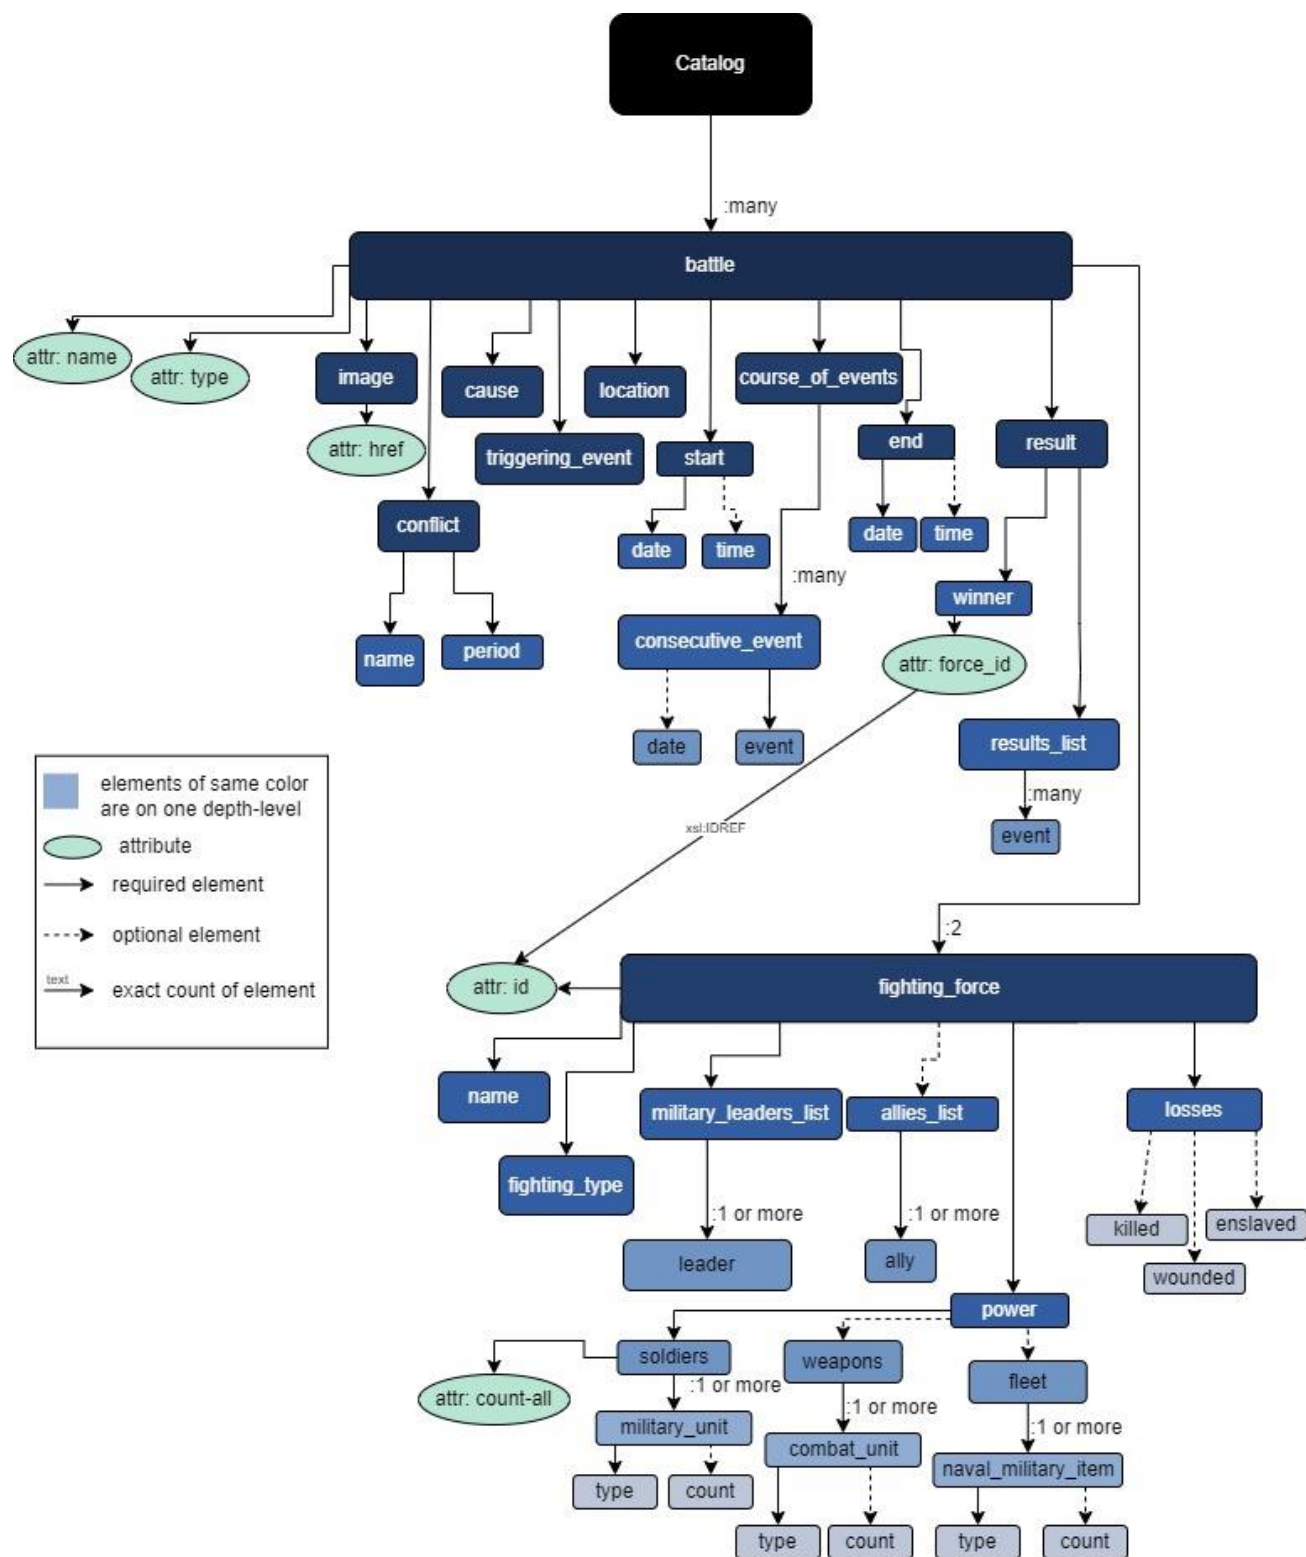 Catalog
:many
battle
attr: name
attr: type
image
cause
location
course_of_events
attr: href
triggering_event
start
end
result
conflict
date
time
date
time
:many
winner
name
period
consecutive_event
attr: force_id
date
event
results_list
:many
event
elements of same color
are on one depth-level
attribute
required element
optional element
text
exact count of element
xsl:IDREF
:2
attr: id
fighting_force
name
military_leaders_list
allies_list
losses
fighting_type
:1 or more
:1 or more
killed
enslaved
leader
ally
wounded
power
soldiers
weapons
fleet
attr: count-all
:1 or more
:1 or more
:1 or more
military_unit
combat_unit
naval_military_item
type
count
type
count
type
count